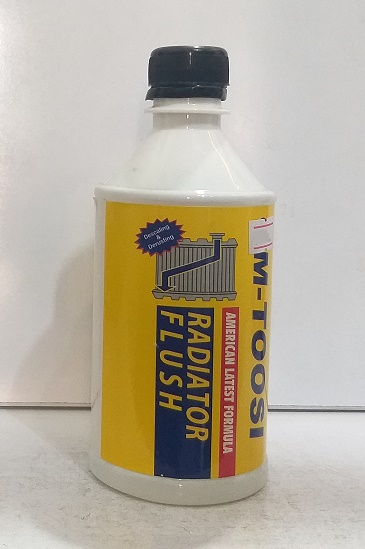 M-TOOSI
AMERICAN LATEST FORMULA
RADIATOR
FLUSH
Descaling &
Derusting